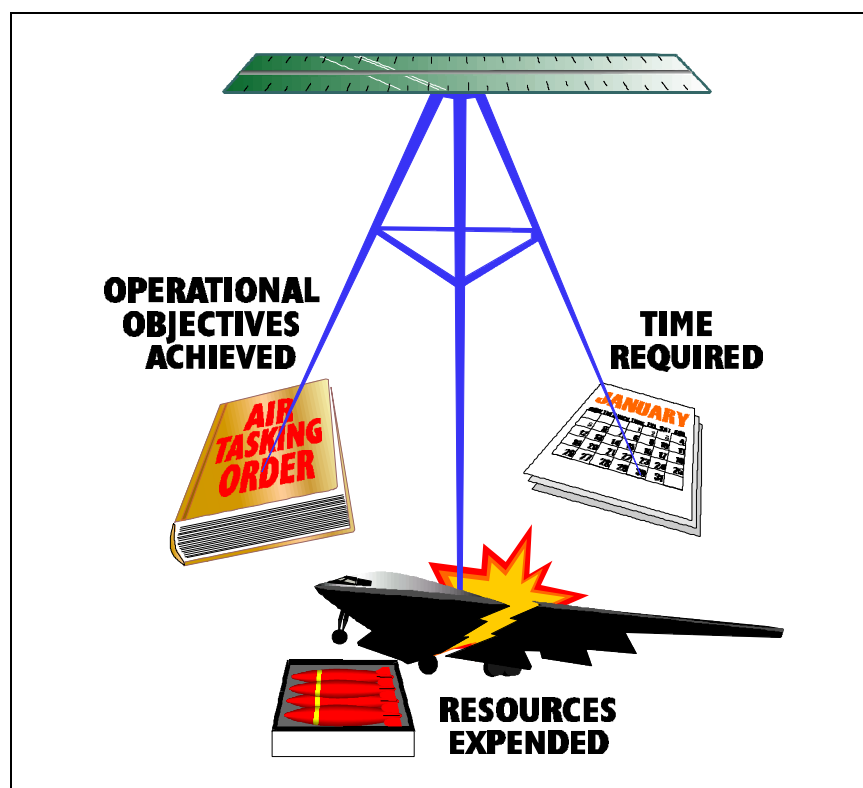 OPERATIONAL
OBJECTIVES
ACHIEVED
TIME
REQUIRED
AIR
TASKING
ORDER
JANUARY
RESOURCES
EXPENDED